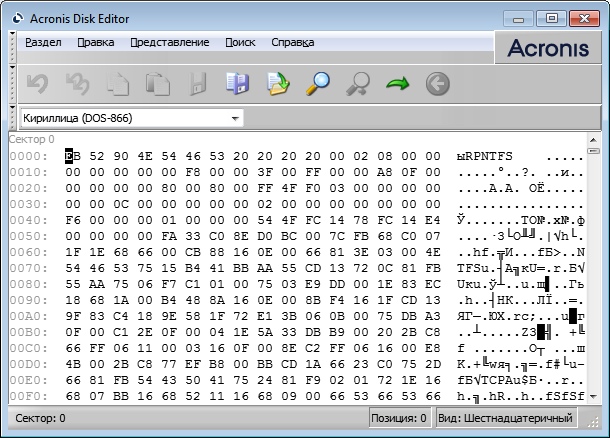 Acronis Disk Editor
Раздел Правка Представление Поиск Справка
ACRONIS
Кириллица (DOS-866)
Сектор 0
0000: EB 52 90 4E 54 46 53 20 20 20 20 00 02 08 00 00 ыRPNTFS .....
0010: 00 00 00 00 00 F8 00 00 3F 00 FF 00 00 A8 0F 00 .....°..?. ..и..
0020: 00 00 00 00 80 00 80 00 FF 4F F0 03 00 00 00 00 ....А.А. OЁ.....
0030: 00 00 0C 00 00 00 00 00 02 00 00 00 00 00 00 00 ................
0040: F6 00 00 00 01 00 00 00 54 4F FC 14 78 FC 14 E4 Ў.......TO№.x№.ф
0050: 00 00 00 00 FA 33 C0 8E D0 BC 00 7C FB 68 C0 07 ....·3└О╨╝.|√h└.
0060: 1F 1E 68 66 00 CB 88 16 0E 00 66 81 3E 03 00 4E ..hf.╦И...fБ>..N
0070: 54 46 53 75 15 B4 41 BB AA 55 CD 13 72 0C 81 FB TFSu.┤A╗кU═.r.Б√
0080: 55 AA 75 06 F7 C1 01 00 75 03 E9 DD 00 1E 83 EC Uкu.ў┴..u.щ▌..Гь
0090: 18 68 1A 00 B4 48 8A 16 0E 00 8B F4 16 1F CD 13 .h..┤HК...ЛЇ..═.
00A0: 9F 83 C4 18 9E 58 1F 72 E1 3B 06 0B 00 75 DB A3 ЯГ─.ЮX.rс;...u█г
00B0: 0F 00 C1 2E 0F 00 04 1E 5A 33 DB B9 00 20 2B C8 ..┴.....Z3█╣. +╚
00C0: 66 FF 06 11 00 03 16 0F 00 8E C2 FF 06 16 00 E8 f .......О┬ ...ш
00D0: 4B 00 2B C8 77 EF B8 00 BB CD 1A 66 23 C0 75 2D K.+╚wя╕.╗═.f#└u-
00E0: 66 81 FB 54 43 50 41 75 24 81 F9 02 01 72 1E 16 fБ√TCPAu$Б∙..r..
00F0: 68 07 BB 16 68 52 11 16 68 09 00 66 53 66 53 66 h.╗.hR..h..fSfSf
Сектор: 0 Позиция: 0 Вид: Шестнадцатеричный